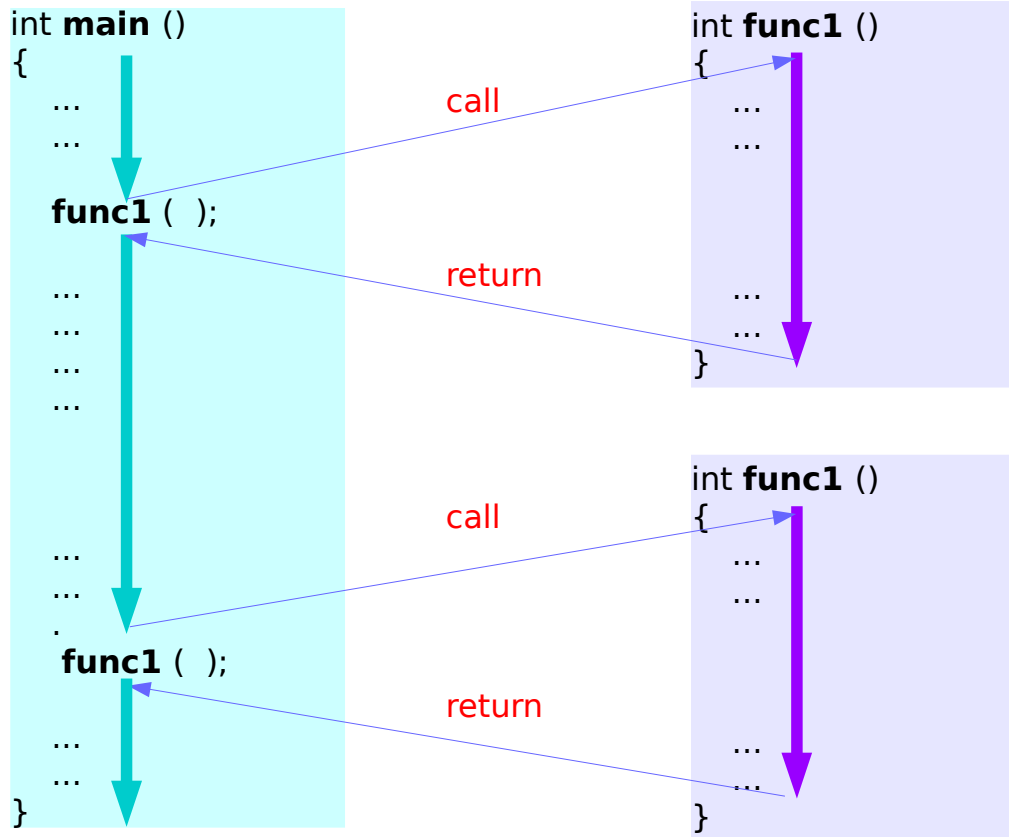 int main ()
{
...
...
func1 ( );
...
...
...
...
...
...
.
func1 ( );
...
...
}
call
return
call
return
int func1 ()
{
...
...
...
...
}
int func1 ()
{
...
...
...
...
}